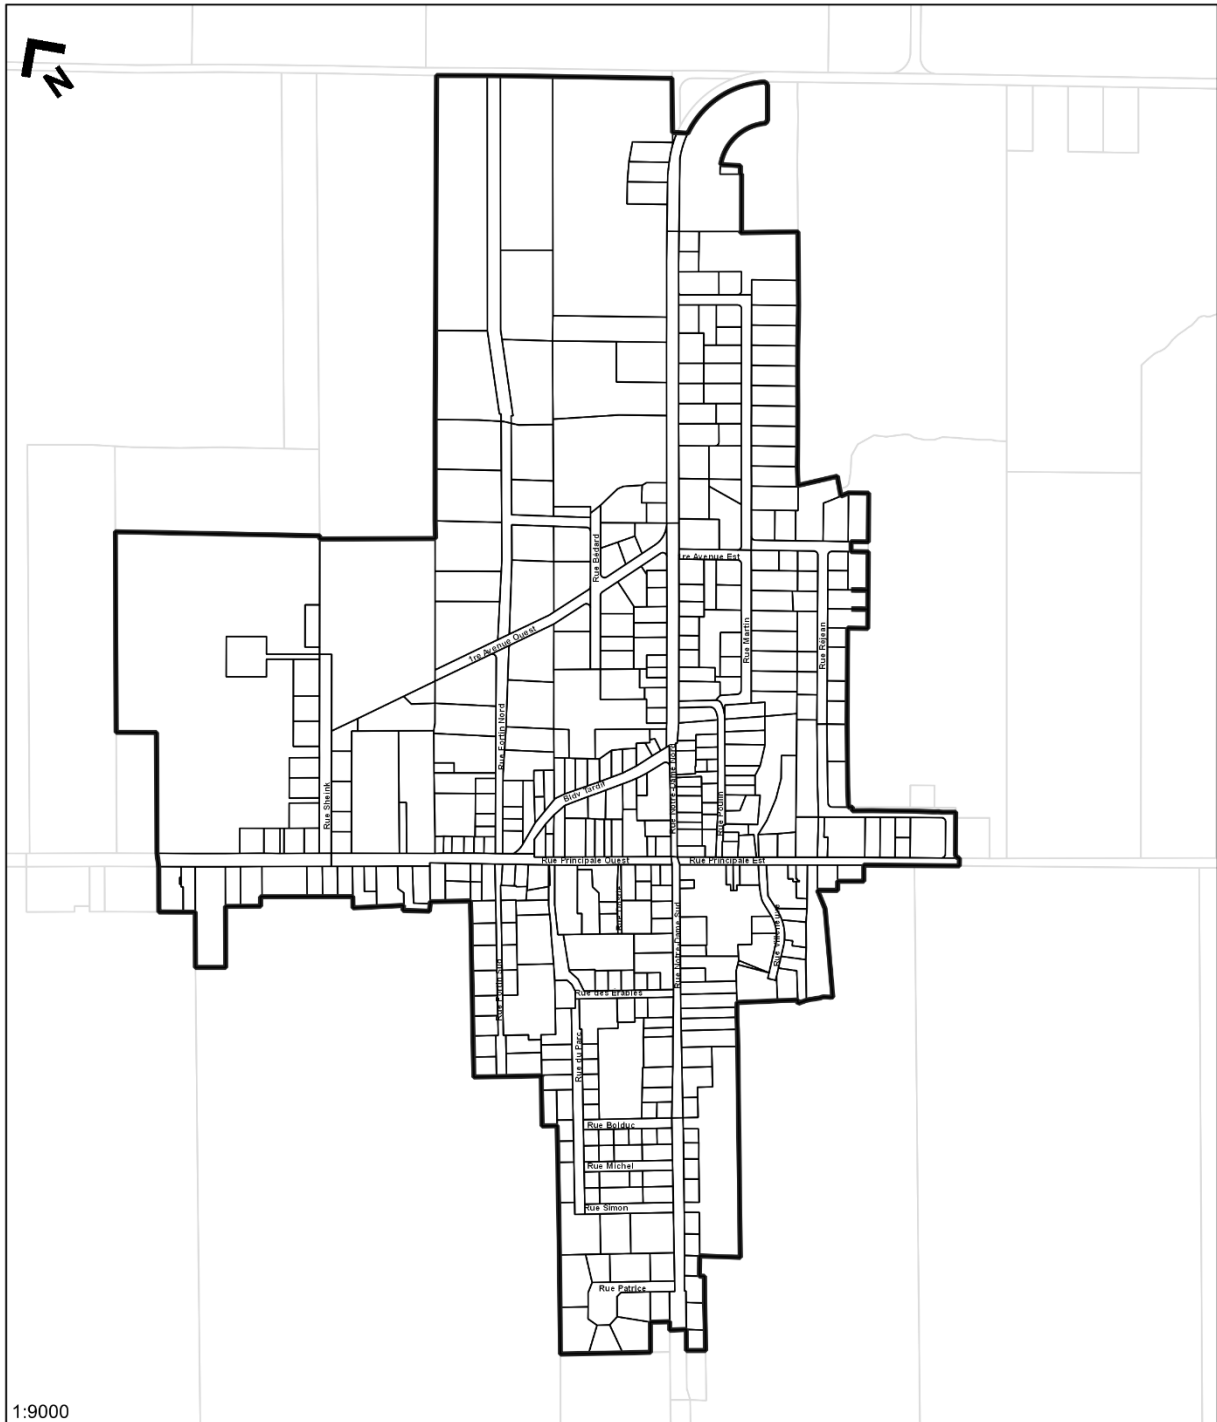 N
Rue Bédard
1re Avenue Est
1re Avenue Ouest
Rue Martin
Rue Réjean
Rue Fortin Nord
Rue Notre-Dame Nord
Bldv Tardif
Rue Sheink
Rue Poulin
Rue Principale Ouest
Rue Principale Est
Rue Notre-Dame Sud
Rue Fortin Sud
Rue des Érables
Rue du Parc
Rue Bolduc
Rue Michel
Rue Simon
Rue Patrice
1:9000